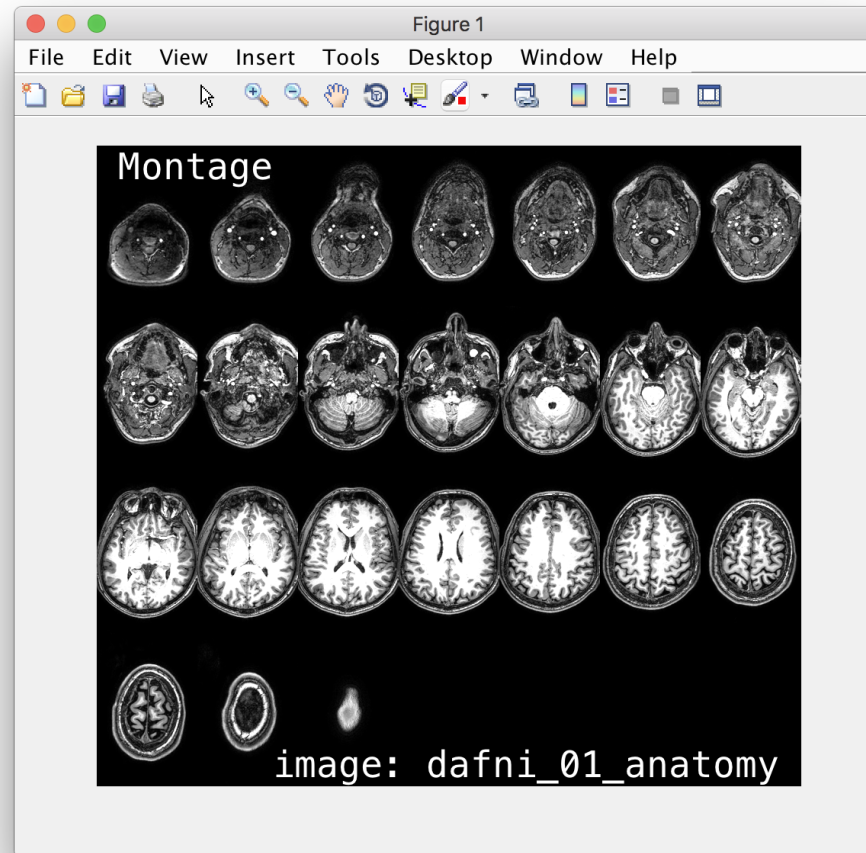 Figure 1
File Edit View Insert Tools Desktop Window Help
Montage
image: dafni_01_anatomy